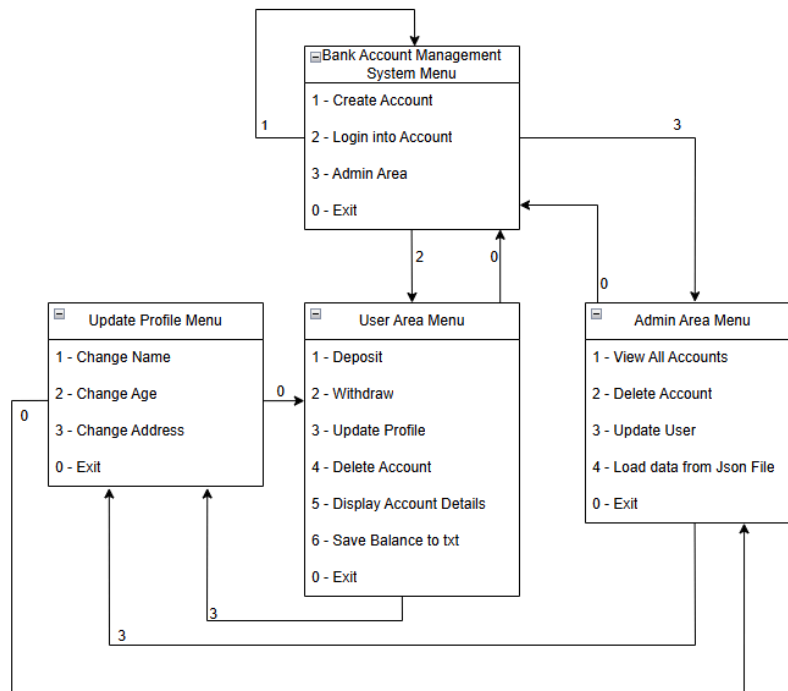 Bank Account Management
System Menu
1 - Create Account
2 - Login into Account
3 - Admin Area
0 - Exit
1
3
2
0
0
Update Profile Menu
1 - Change Name
2 - Change Age
3 - Change Address
0 - Exit
0
0
User Area Menu
1 - Deposit
2 - Withdraw
3 - Update Profile
4 - Delete Account
5 - Display Account Details
6 - Save Balance to txt
0 - Exit
Admin Area Menu
1 - View All Accounts
2 - Delete Account
3 - Update User
4 - Load data from Json File
0 - Exit
3
3